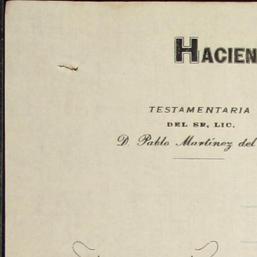 HACIEN
TESTAMENTARIA
DEL SR, LIC.
D. Pablo Martínez del